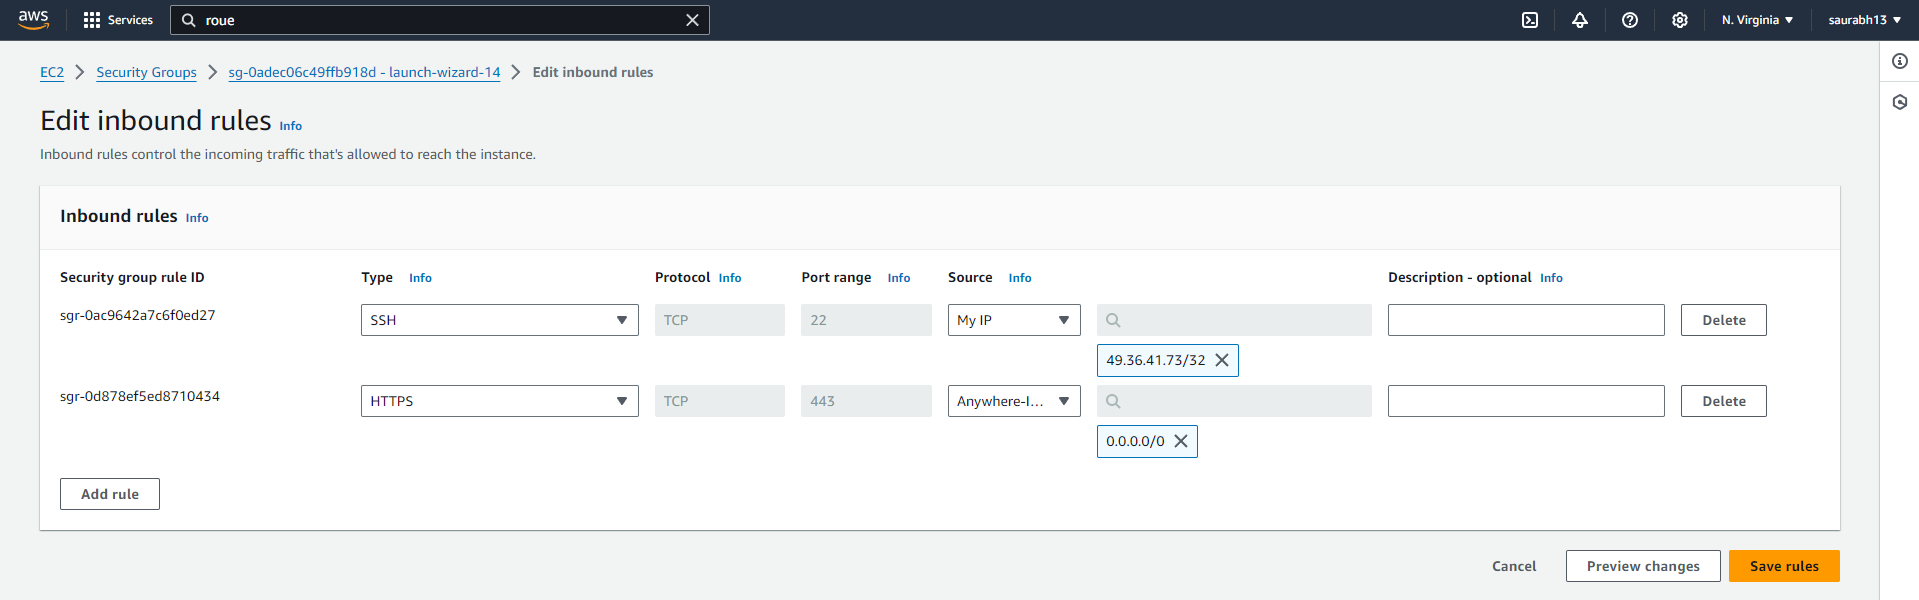 aws Services roue N. Virginia saurabh13
EC2 Security Groups sg-0adec06c49ffb918d - launch-wizard-14 Edit inbound rules
Edit inbound rules Info
Inbound rules control the incoming traffic that's allowed to reach the instance.
Inbound rules Info
Security group rule ID Type Info Protocol Info Port range Info Source Info Description - optional Info
sgr-0ac9642a7c6f0ed27 SSH TCP 22 My IP Delete
49.36.41.73/32
sgr-0d878ef5ed8710434 HTTPS TCP 443 Anywhere-I... Delete
0.0.0.0/0
Add rule
Cancel Preview changes Save rules